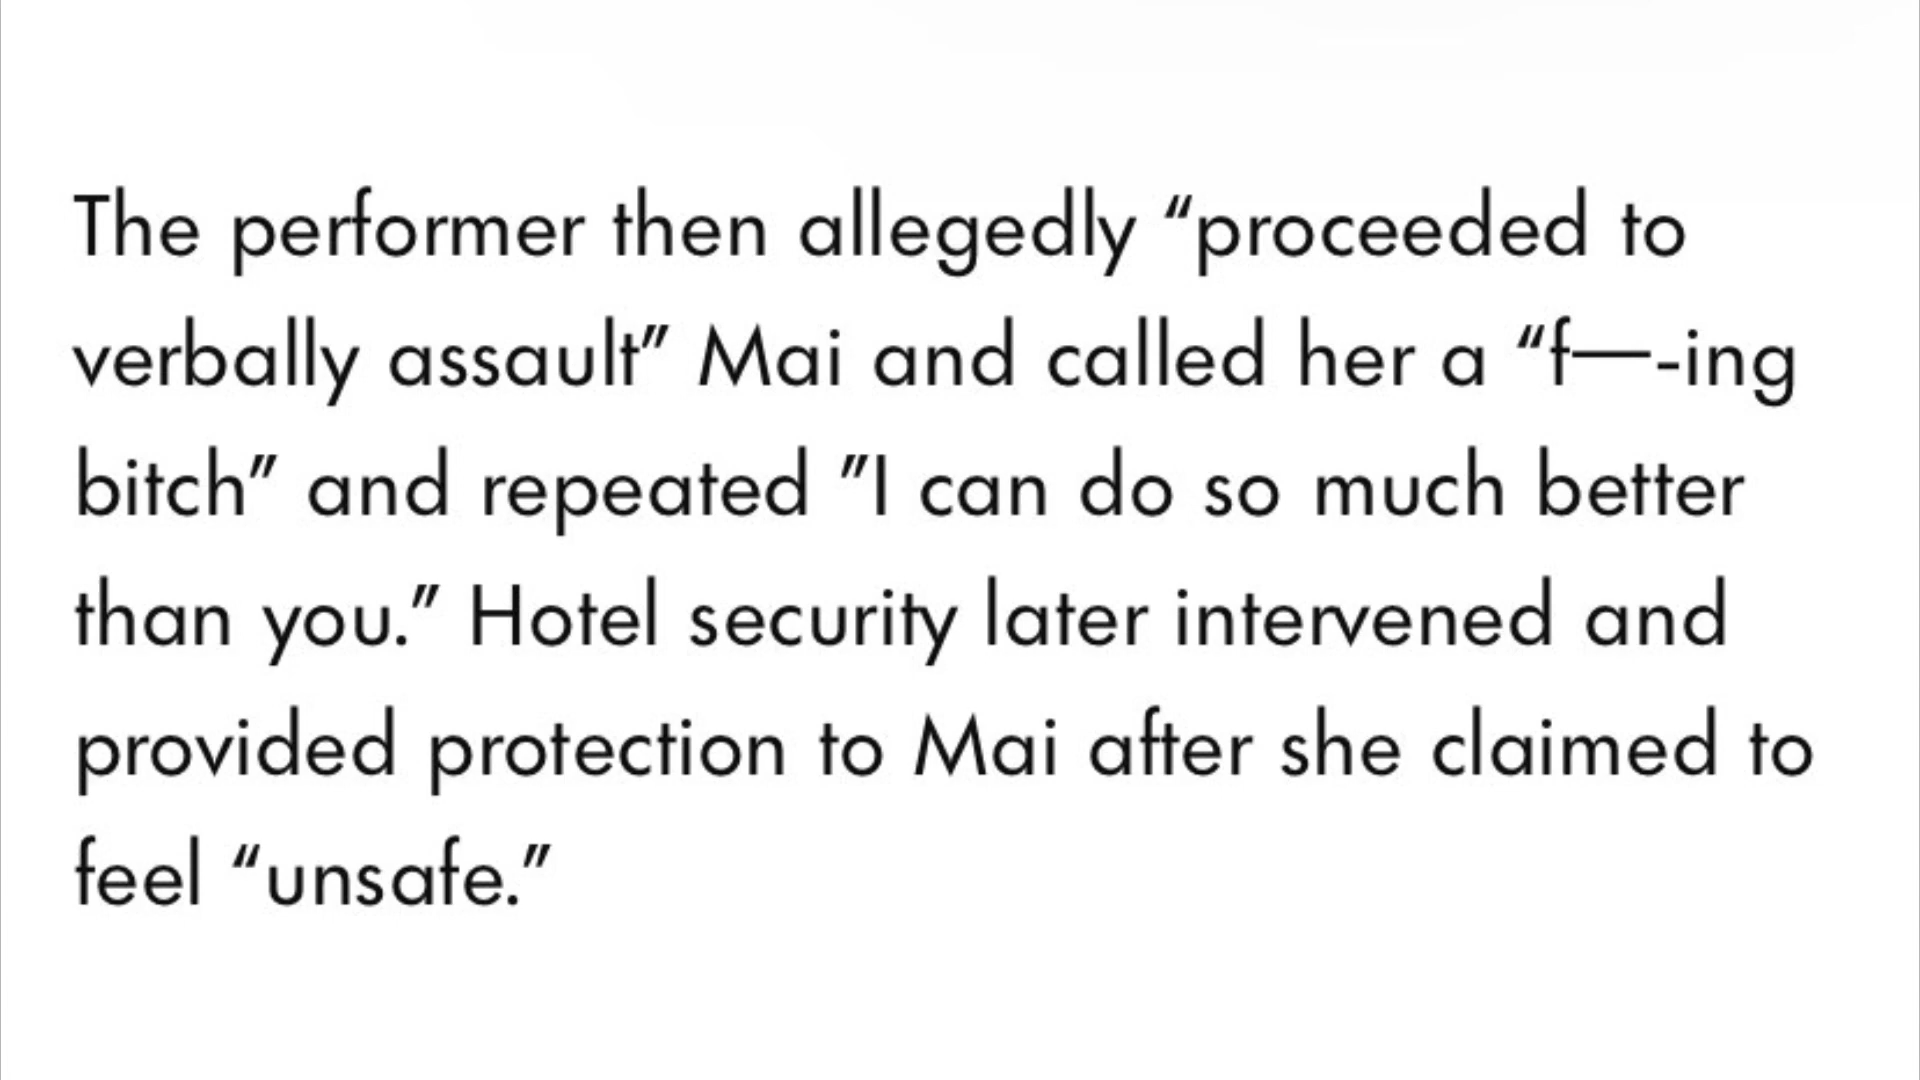 The performer then allegedly “proceeded to
verbally assault” Mai and called her a “f—-ing
bitch” and repeated ”I can do so much better
than you.” Hotel security later intervened and
provided protection to Mai after she claimed to
feel “unsafe.”